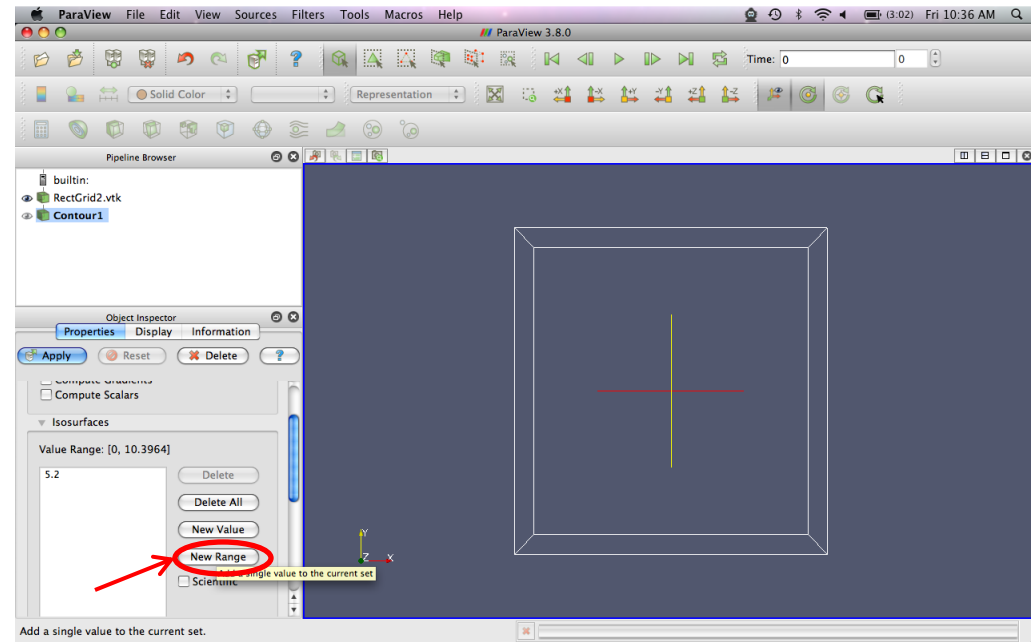 ParaView File Edit View Sources Filters Tools Macros Help (3:02) Fri 10:36 AM
ParaView 3.8.0
Time: 0 0
Solid Color Representation
+X -X +Y -Y +Z -Z
Pipeline Browser
builtin:
RectGrid2.vtk
Contour1
Object Inspector
Properties Display Information
Apply Reset Delete ?
Compute Gradients
Compute Scalars
Isosurfaces
Value Range: [0, 10.3964]
5.2
Delete
Delete All
New Value
New Range
Add a single value to the current set
Scientific
Y
Z X
Add a single value to the current set.